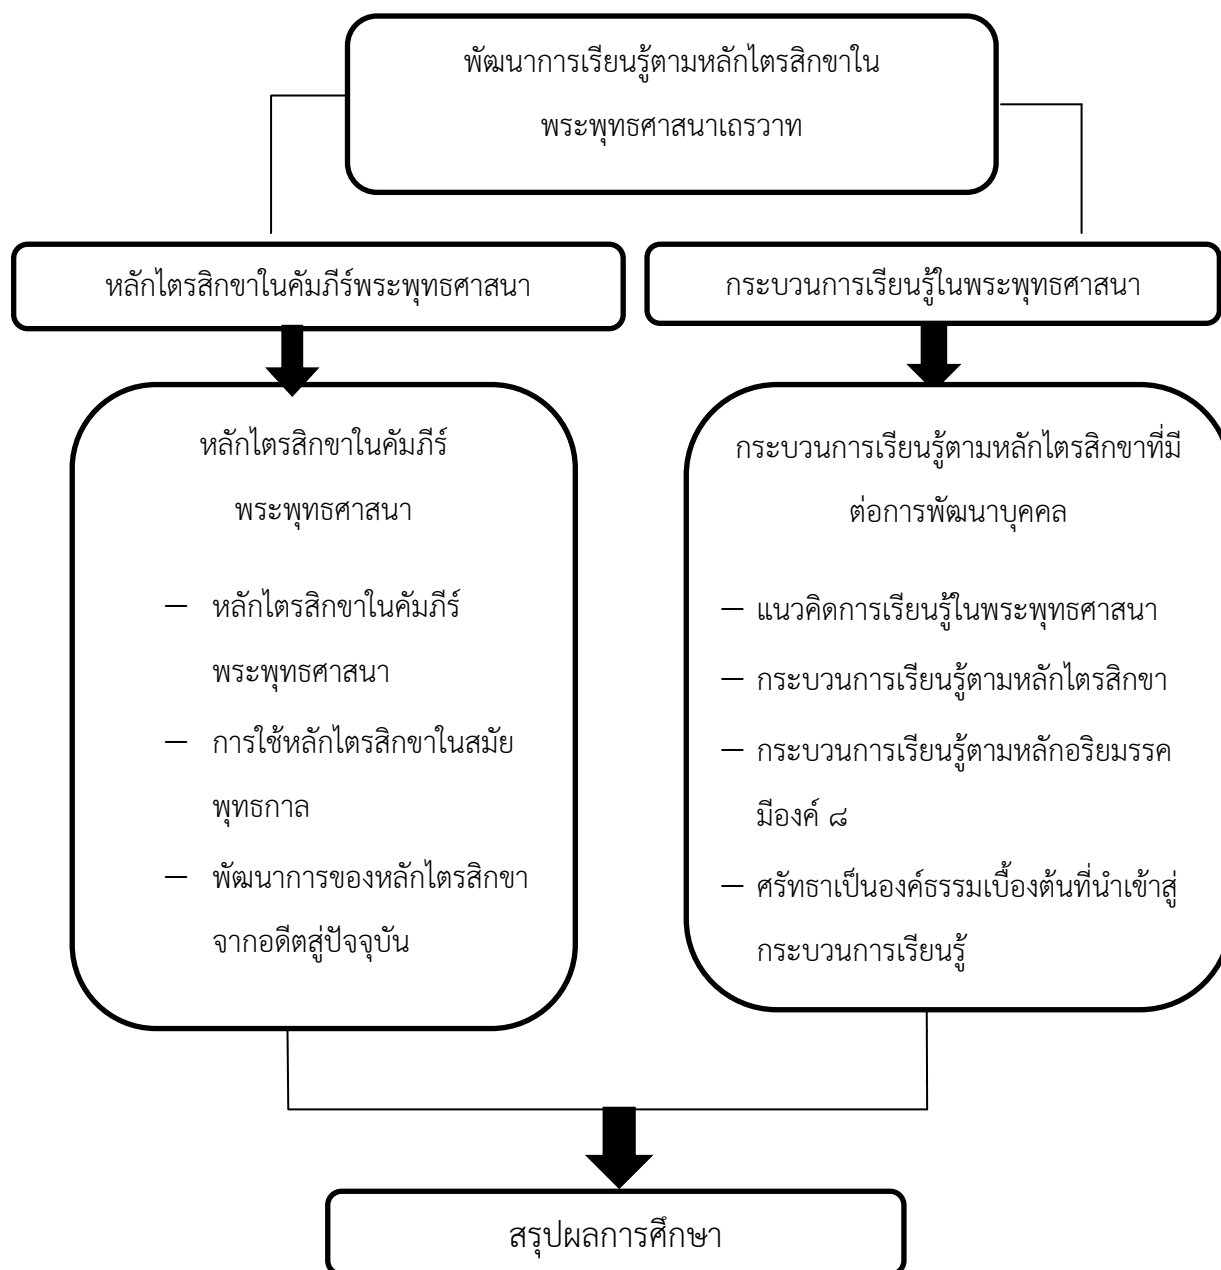 พัฒนาการเรียนรู้ตามหลักไตรสิกขาใน
พระพุทธศาสนาเถรวาท
หลักไตรสิกขาในคัมภีร์พระพุทธศาสนา
กระบวนการเรียนรู้ในพระพุทธศาสนา
หลักไตรสิกขาในคัมภีร์
พระพุทธศาสนา
– หลักไตรสิกขาในคัมภีร์
พระพุทธศาสนา
– การใช้หลักไตรสิกขาในสมัย
พุทธกาล
– พัฒนาการของหลักไตรสิกขา
จากอดีตสู่ปัจจุบัน
กระบวนการเรียนรู้ตามหลักไตรสิกขาที่มี
ต่อการพัฒนาบุคคล
– แนวคิดการเรียนรู้ในพระพุทธศาสนา
– กระบวนการเรียนรู้ตามหลักไตรสิกขา
– กระบวนการเรียนรู้ตามหลักอริยมรรค
มีองค์ ๘
– ศรัทธาเป็นองค์ธรรมเบื้องต้นที่นำเข้าสู่
กระบวนการเรียนรู้
สรุปผลการศึกษา